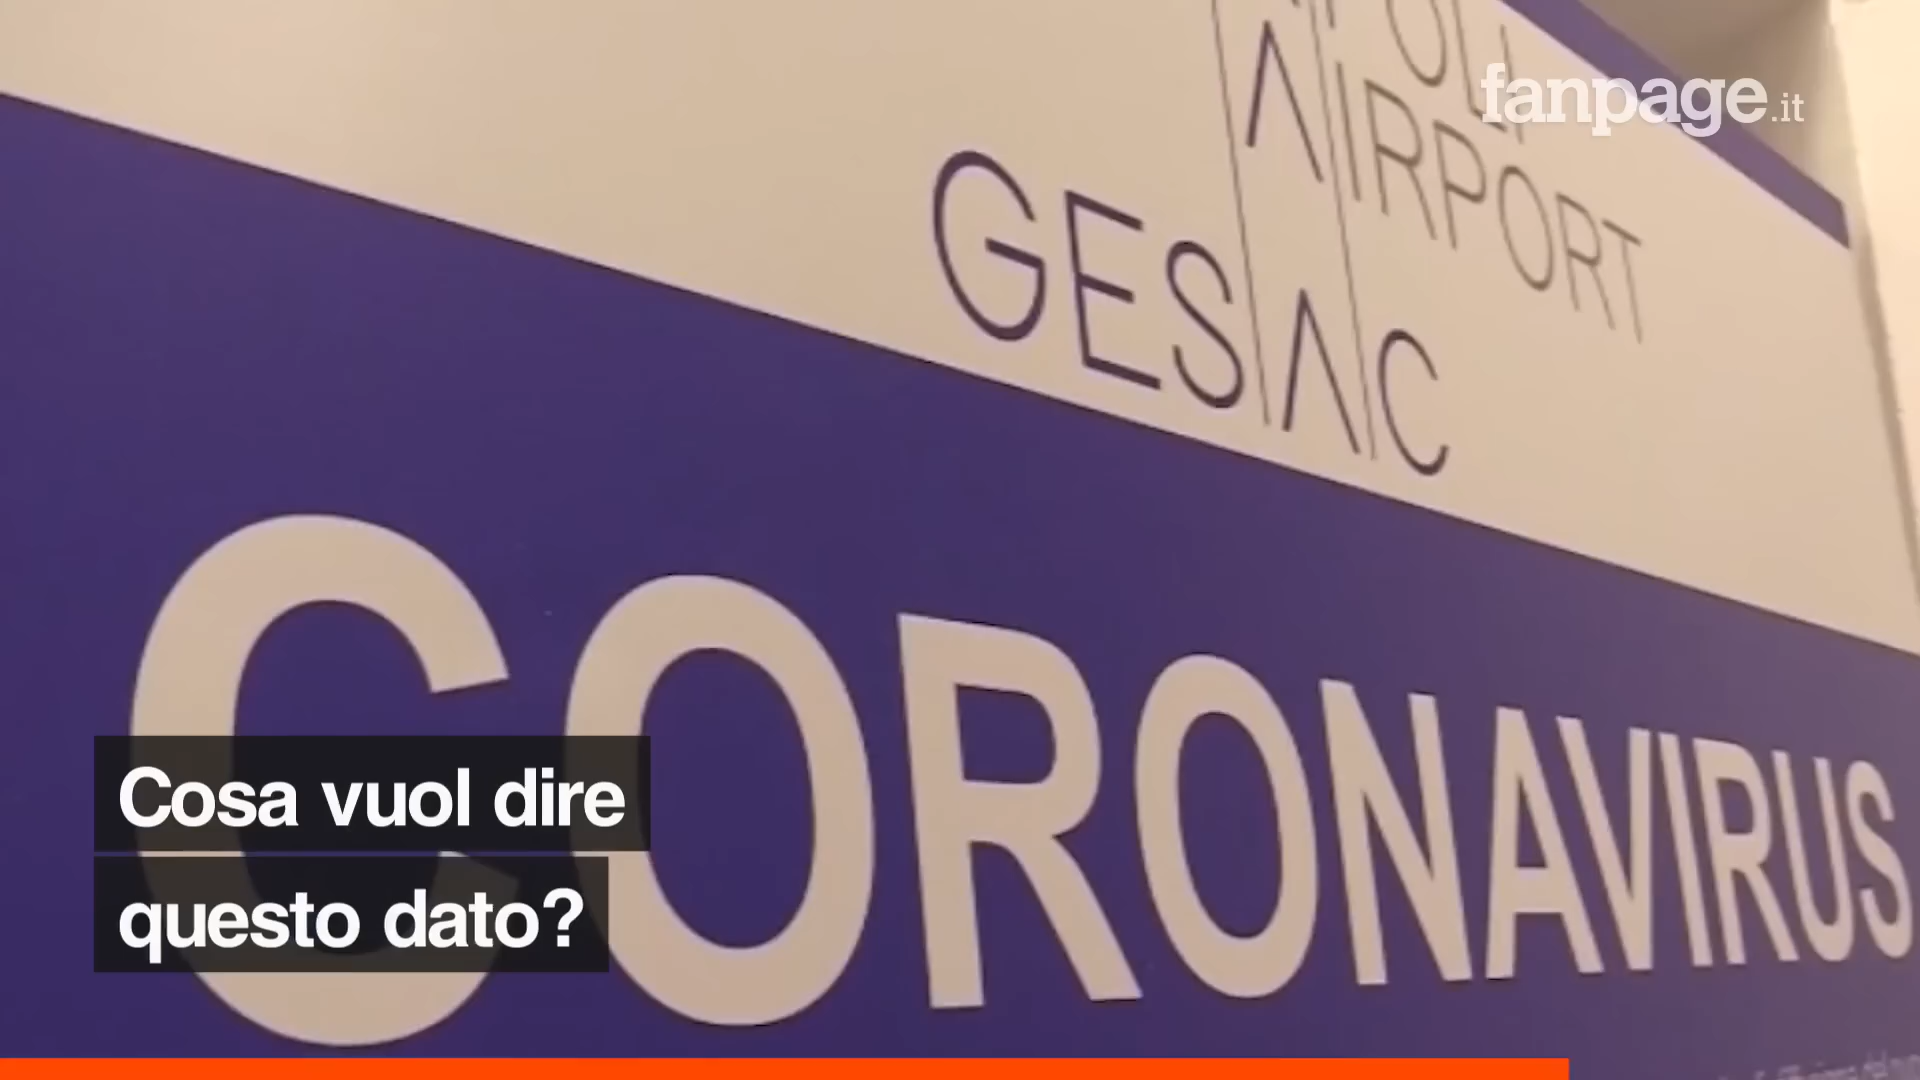 fanpage.it
AIRPORT
GESAC
CORONAVIRUS
Cosa vuol dire
questo dato?